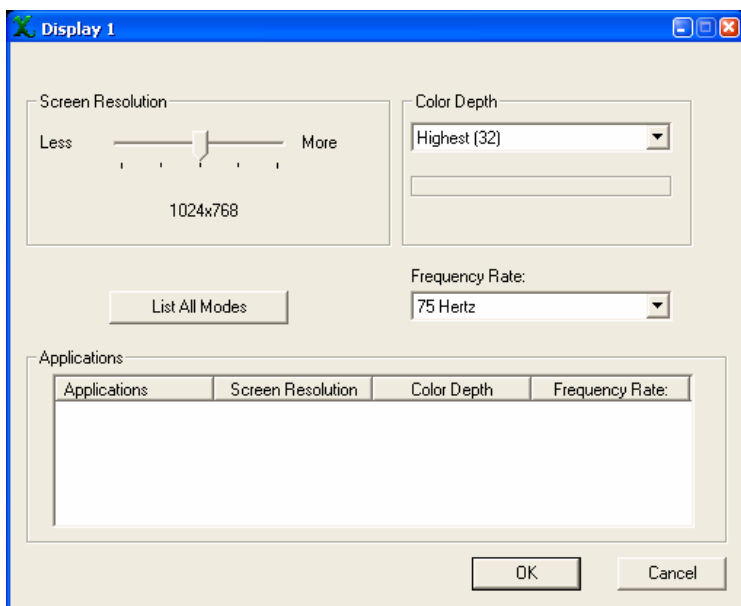 Display 1
Screen Resolution
Less
More
1024x768
Color Depth
Highest (32)
List All Modes
Frequency Rate:
75 Hertz
Applications
Applications Screen Resolution Color Depth Frequency Rate:
OK Cancel